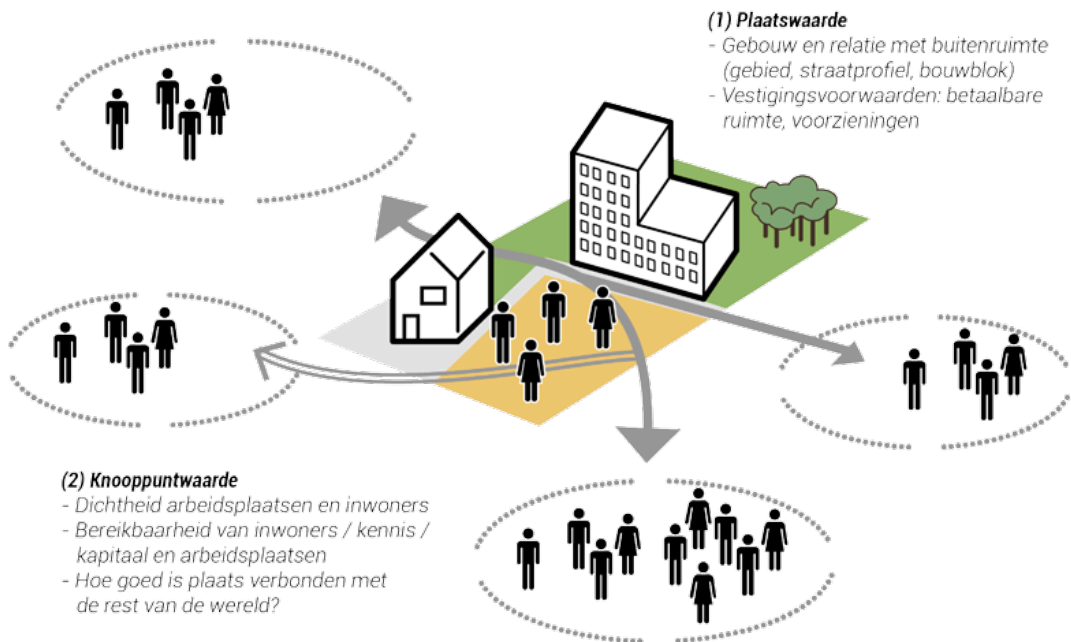 (1) Plaatswaarde
- Gebouw en relatie met buitenruimte
(gebied, straatprofiel, bouwblok)
- Vestigingsvoorwaarden: betaalbare
ruimte, voorzieningen
(2) Knooppuntwaarde
- Dichtheid arbeidsplaatsen en inwoners
- Bereikbaarheid van inwoners / kennis /
kapitaal en arbeidsplaatsen
- Hoe goed is plaats verbonden met
de rest van de wereld?